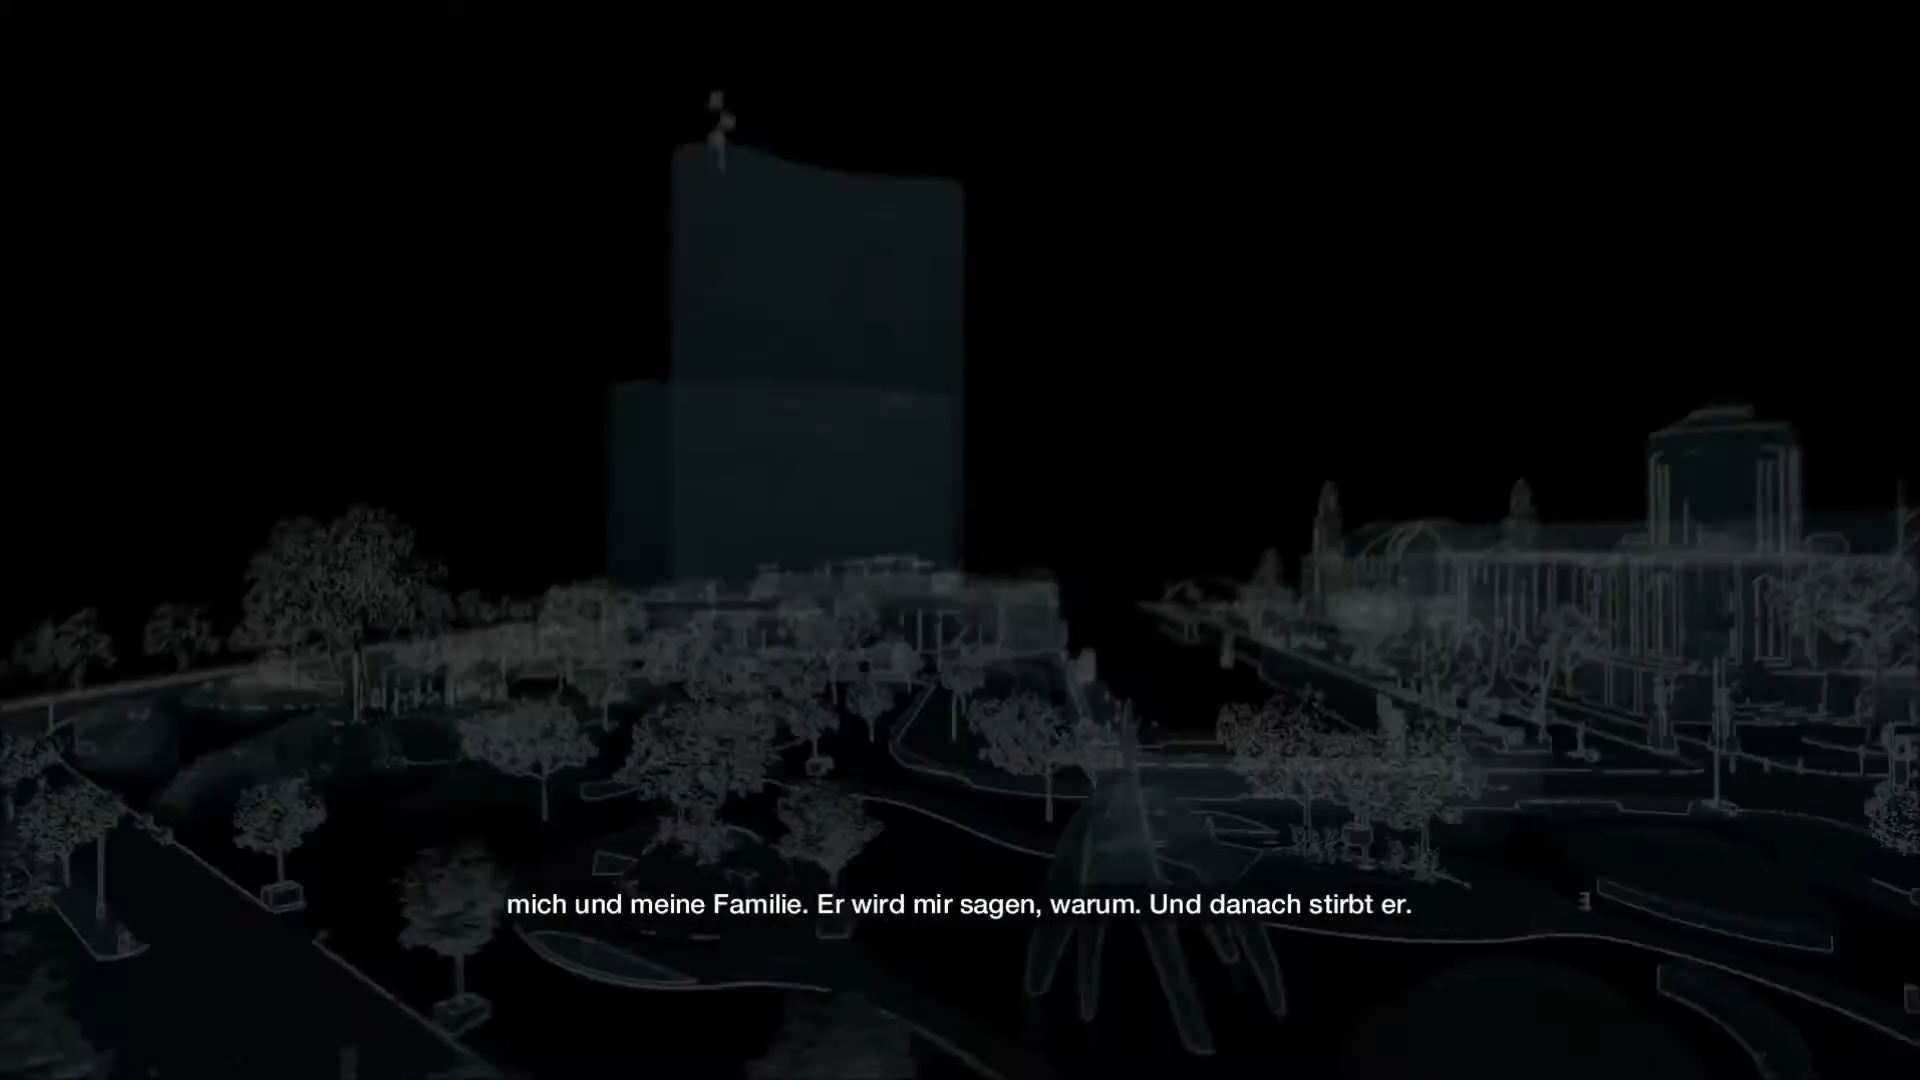 mich und meine Familie. Er wird mir sagen, warum. Und danach stirbt er.